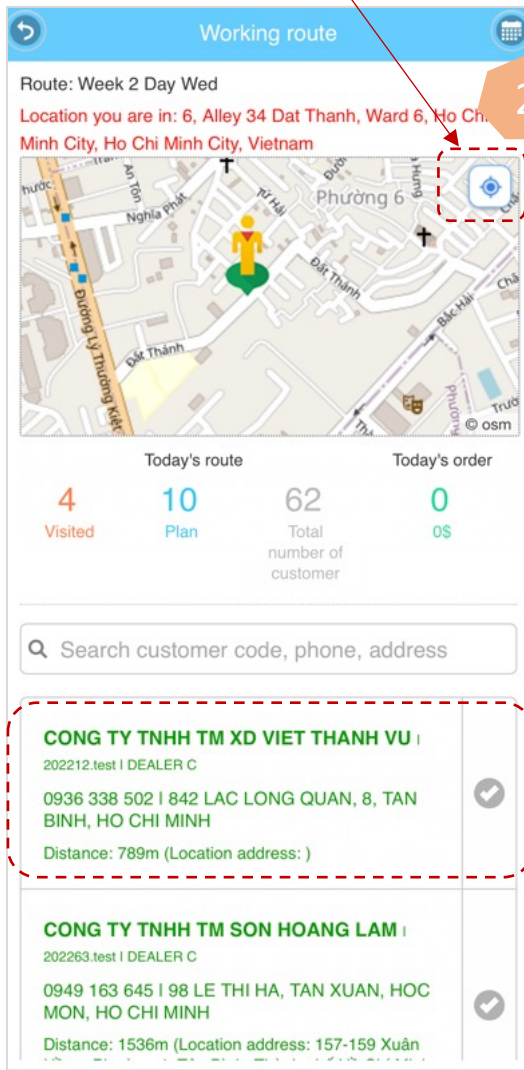 Working route
Route: Week 2 Day Wed
2
Location you are in: 6, Alley 34 Dat Thanh, Ward 6, Ho Chi
Minh City, Ho Chi Minh City, Vietnam
An Tôn
Nghĩa Phát
Tứ Hải
Phường 6
Đất Thánh
Bắc Hải
Đường Lý Thường Kiệt
Đất Thánh
© osm
Today's route
Today's order
4
10
62
0
Visited
Plan
Total
number of
customer
0$
Search customer code, phone, address
CONG TY TNHH TM XD VIET THANH VU I
202212.test I DEALER C
0936 338 502 I 842 LAC LONG QUAN, 8, TAN
BINH, HO CHI MINH
Distance: 789m (Location address: )
CONG TY TNHH TM SON HOANG LAM I
202263.test I DEALER C
0949 163 645 I 98 LE THI HA, TAN XUAN, HOC
MON, HO CHI MINH
Distance: 1536m (Location address: 157-159 Xuân